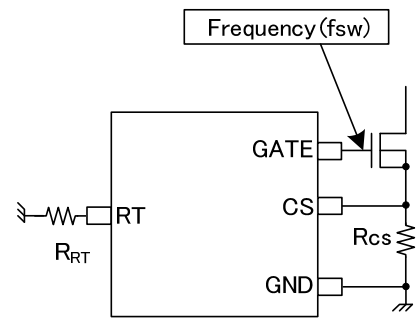 Frequency(fsw)
GATE
CS
RT
Rcs
RRT
GND